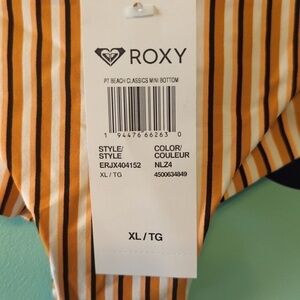 ROXY
PT BEACH CLASSICS MINI BOTTOM
1 94476 66263 0
STYLE/ COLOR/
STYLE COULEUR
ERJX404152 NLZ4
XL / TG 4500634849
XL / TG